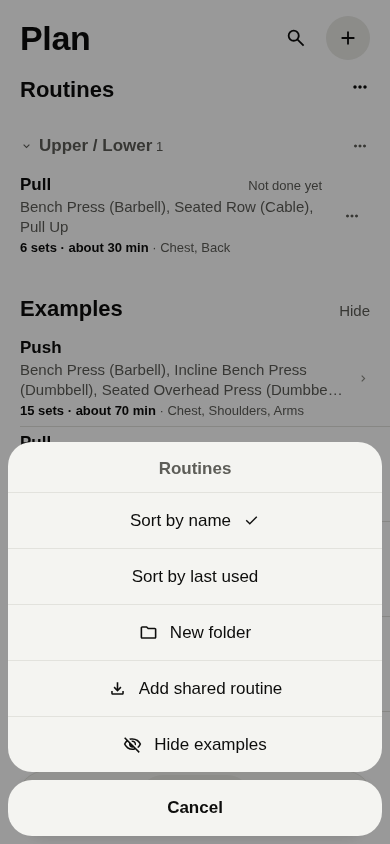 Plan
Routines
Upper / Lower 1
Pull
Not done yet
Bench Press (Barbell), Seated Row (Cable),
Pull Up
6 sets · about 30 min · Chest, Back
Examples
Hide
Push
Bench Press (Barbell), Incline Bench Press
(Dumbbell), Seated Overhead Press (Dumbbe…
15 sets · about 70 min · Chest, Shoulders, Arms
Pull
Routines
Sort by name
Sort by last used
New folder
Add shared routine
Hide examples
Cancel